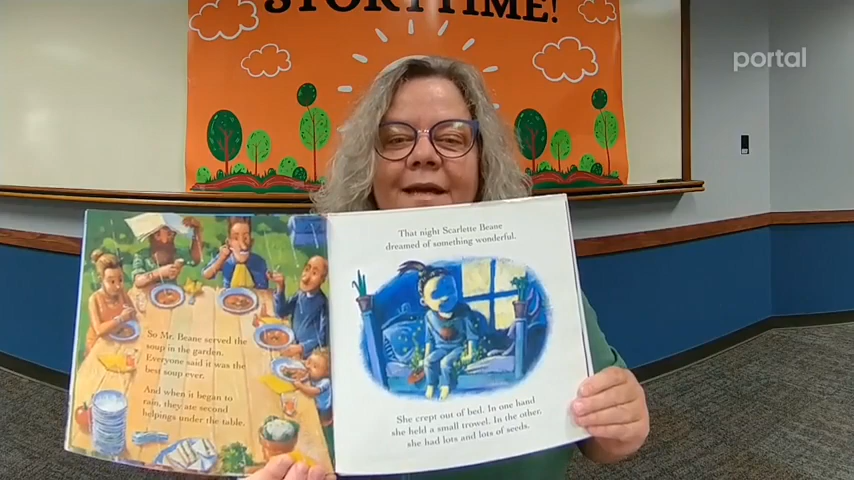 STORYTIME!
portal
So Mr. Beane served the
soup in the garden.
Everyone said it was the
best soup ever.
And when it began to
rain, they ate second
helpings under the table.
That night Scarlette Beane
dreamed of something wonderful.
She crept out of bed. In one hand
she held a small trowel. In the other,
she had lots and lots of seeds.